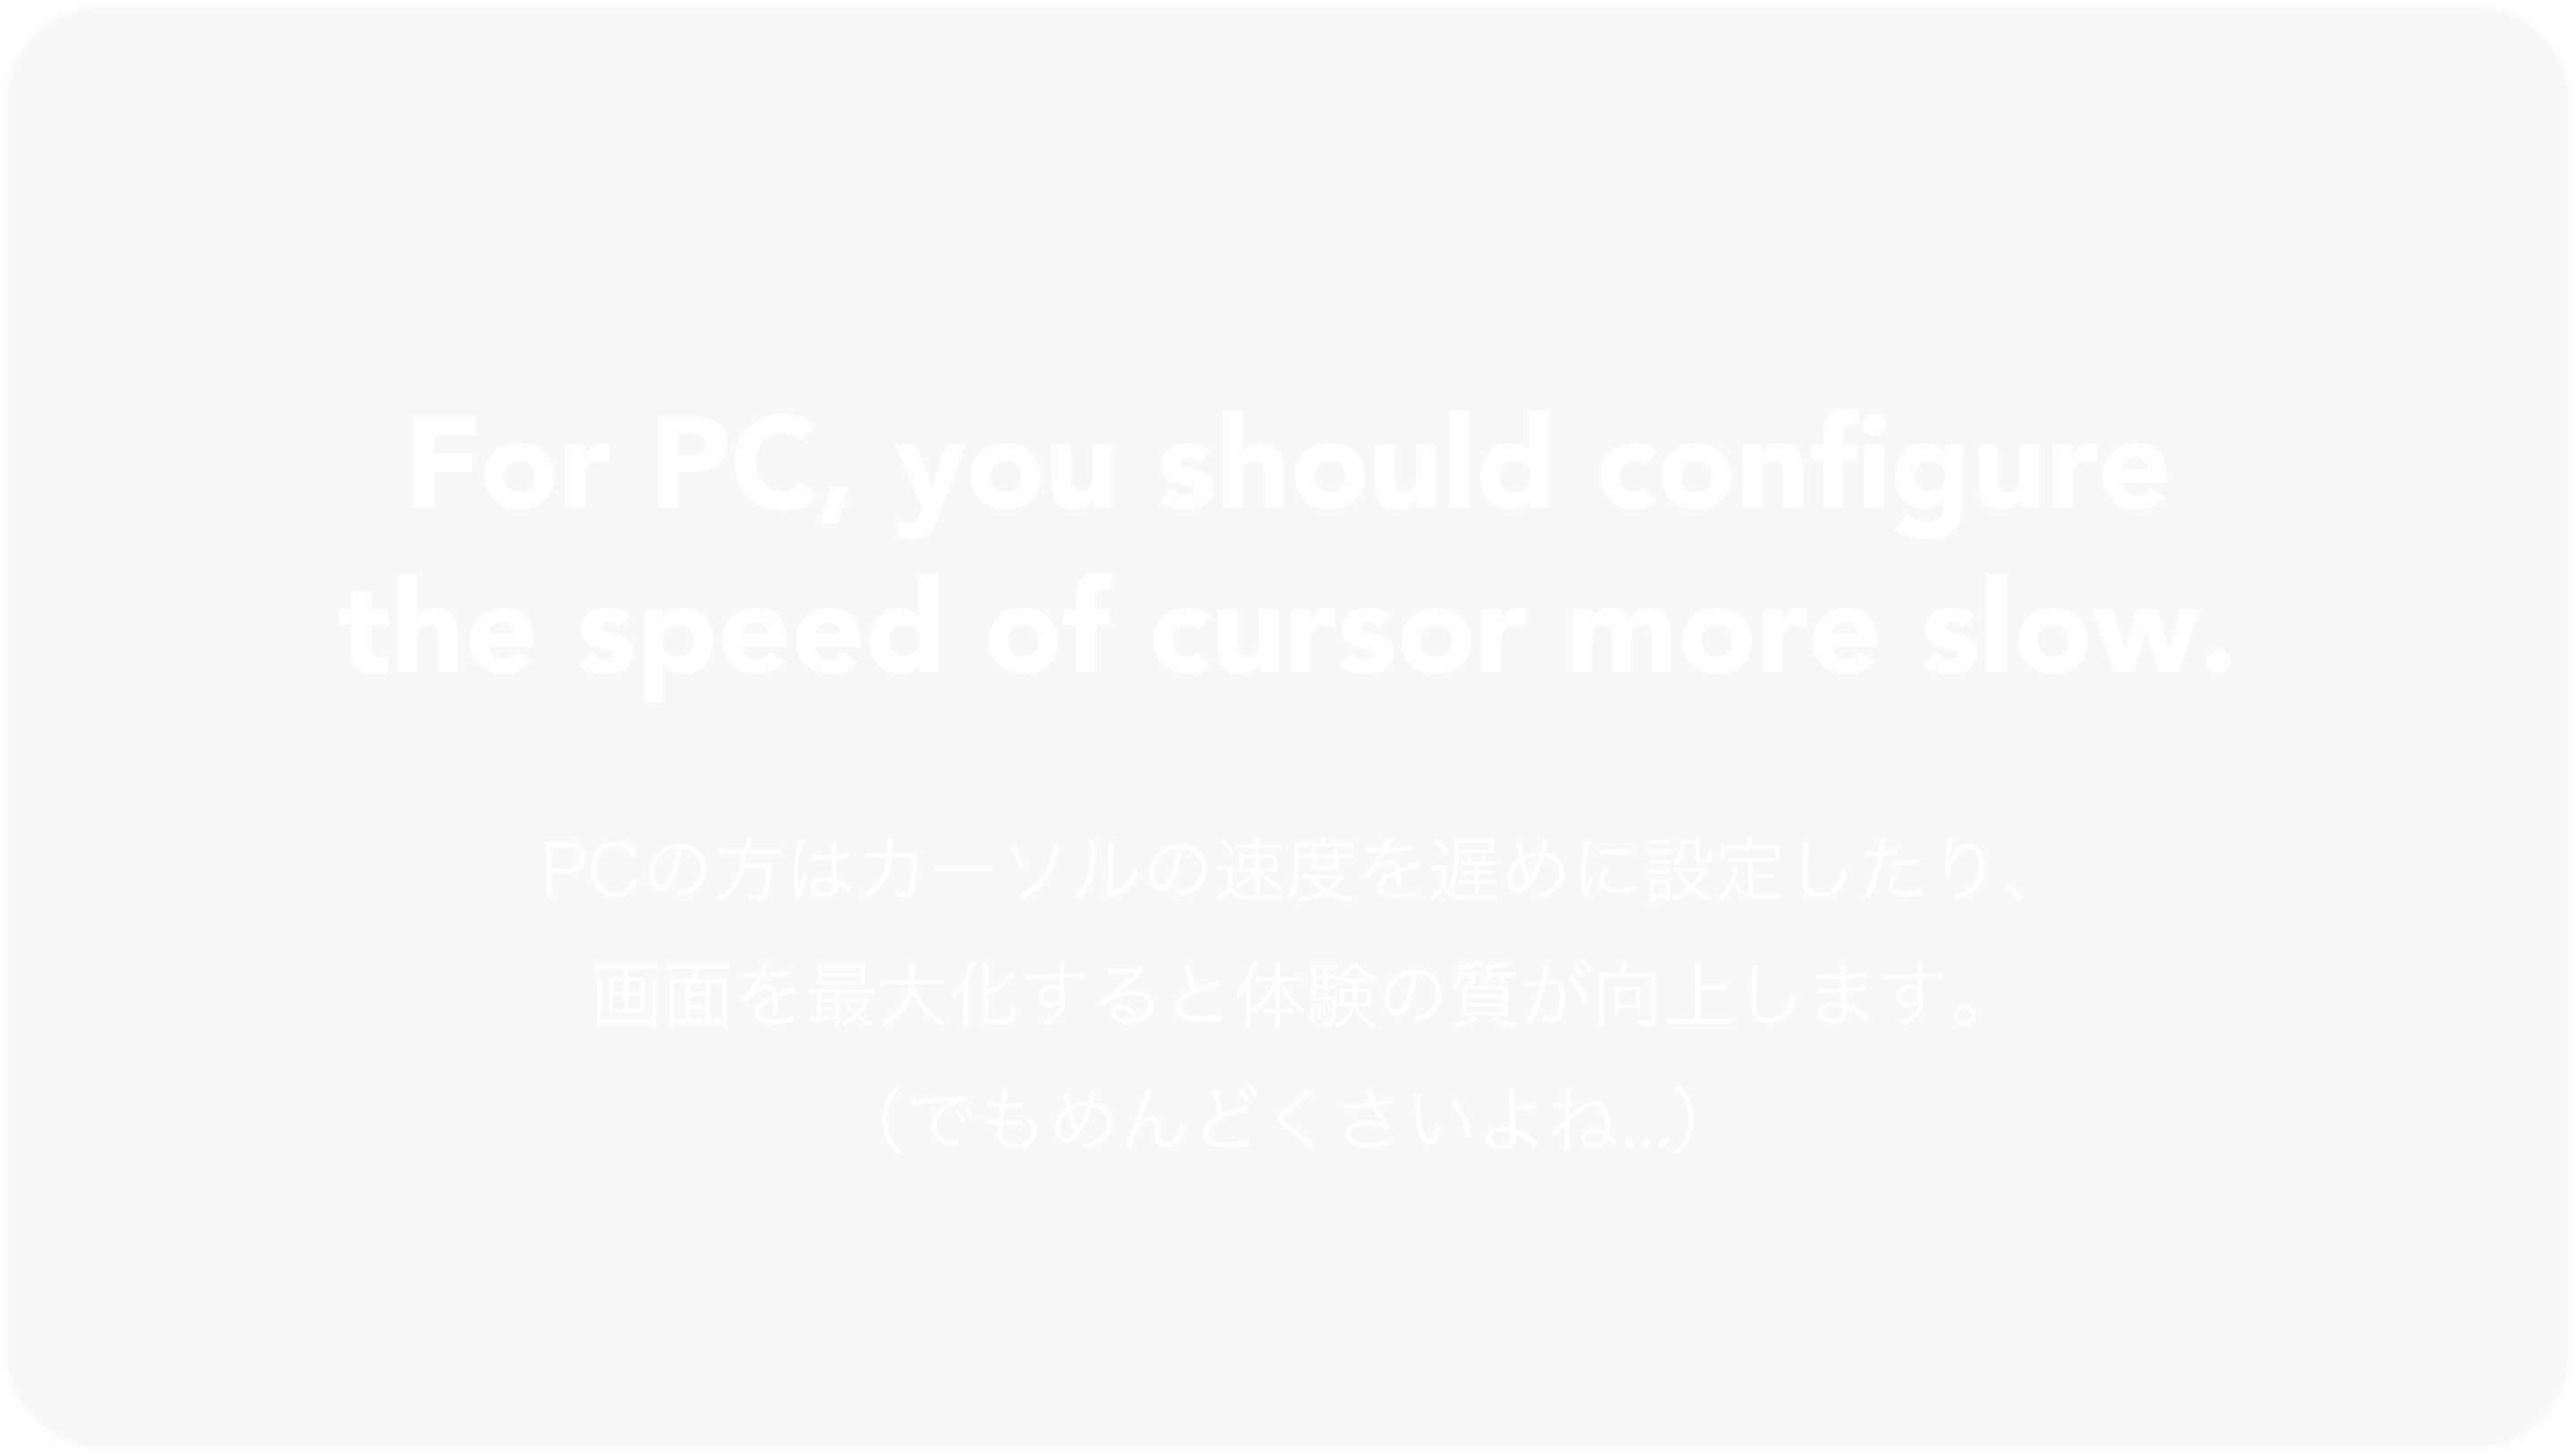 For PC, you should configure
the speed of cursor more slow.
PCの方はカーソルの速度を遅めに設定したり、
画面を最大化すると体験の質が向上します。
（でもめんどくさいよね...）